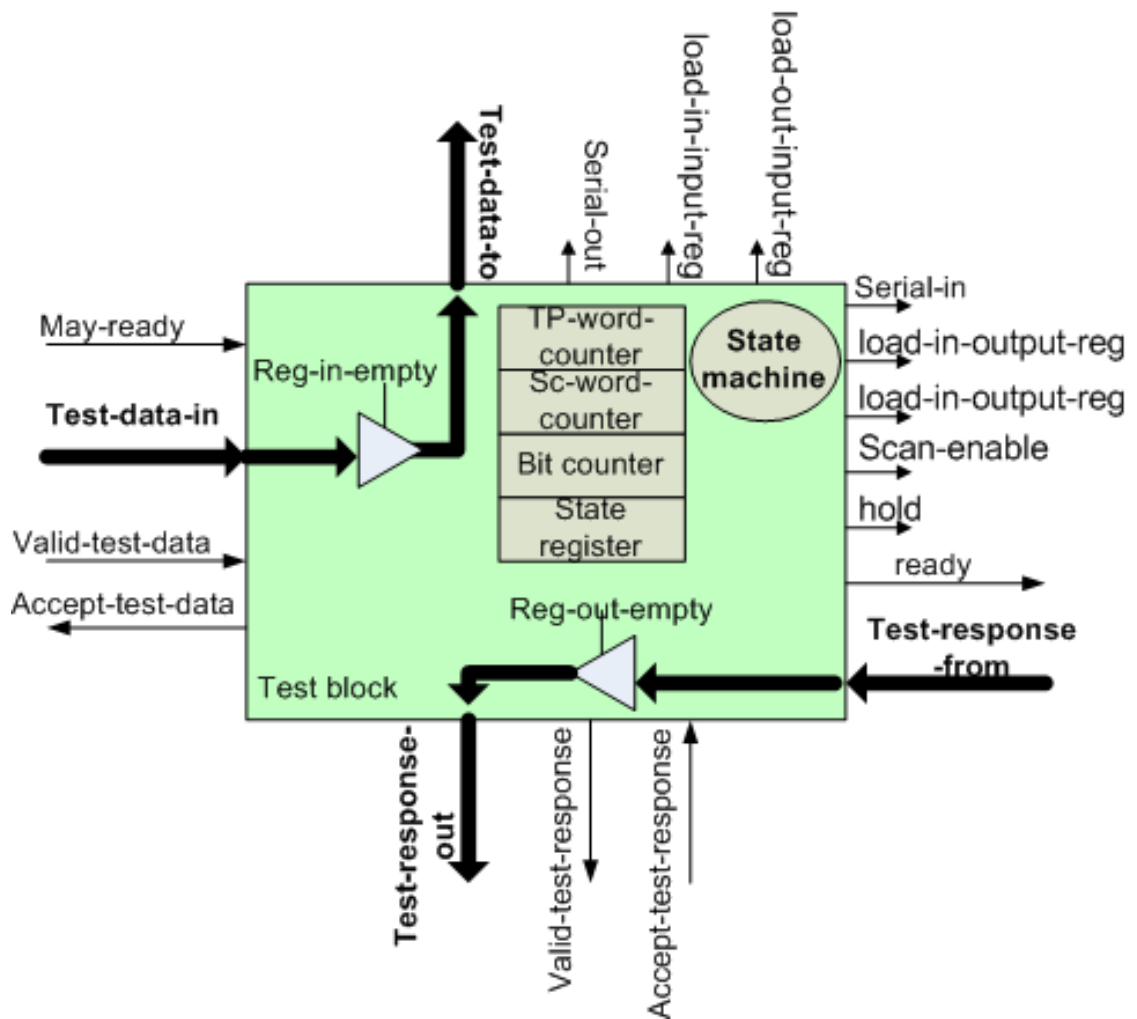 Test-data-to
Serial-out
load-in-input-reg
load-out-input-reg
May-ready
Reg-in-empty
Test-data-in
TP-word-
counter
Sc-word-
counter
Bit counter
State
register
State
machine
Serial-in
load-in-output-reg
load-in-output-reg
Scan-enable
hold
ready
Valid-test-data
Accept-test-data
Reg-out-empty
Test-response
-from
Test block
Test-response-
out
Valid-test-response
Accept-test-response